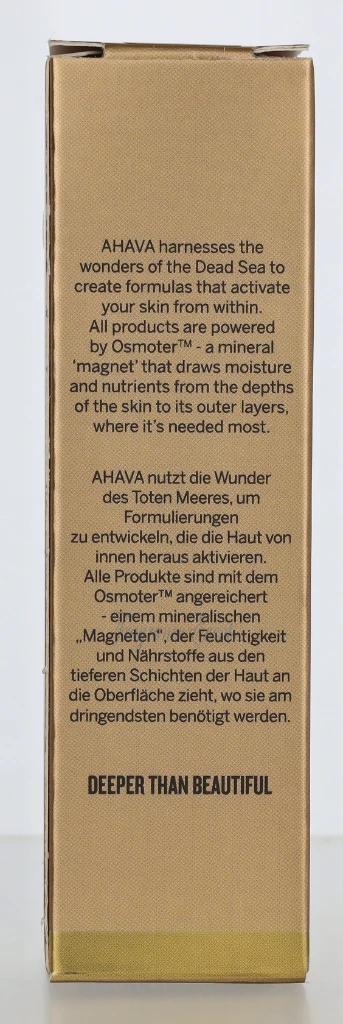 AHAVA harnesses the
wonders of the Dead Sea to
create formulas that activate
your skin from within.
All products are powered
by Osmoter™ - a mineral
'magnet' that draws moisture
and nutrients from the depths
of the skin to its outer layers,
where it's needed most.
AHAVA nutzt die Wunder
des Toten Meeres, um
Formulierungen
zu entwickeln, die die Haut von
innen heraus aktivieren.
Alle Produkte sind mit dem
Osmoter™ angereichert
- einem mineralischen
„Magneten“, der Feuchtigkeit
und Nährstoffe aus den
tieferen Schichten der Haut an
die Oberfläche zieht, wo sie am
dringendsten benötigt werden.
DEEPER THAN BEAUTIFUL